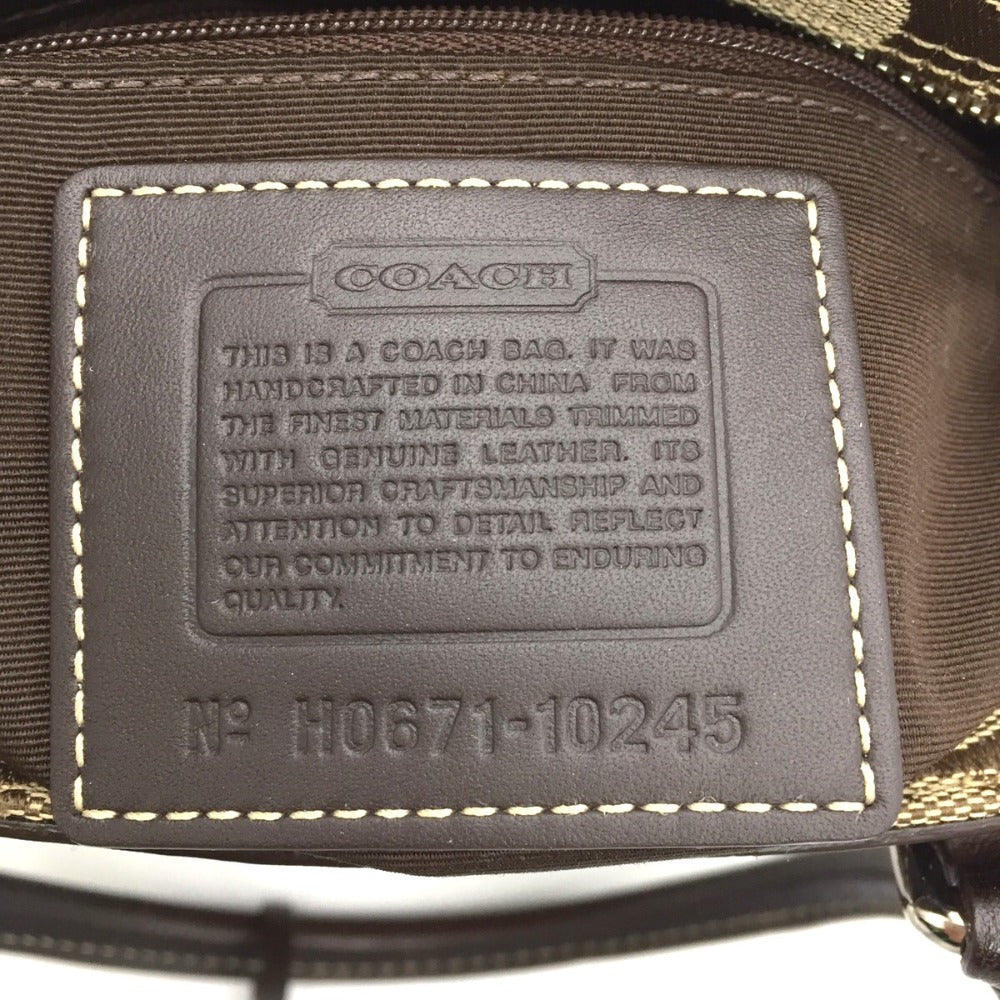 COACH
THIS IS A COACH BAG. IT WAS
HANDCRAFTED IN CHINA FROM
THE FINEST MATERIALS TRIMMED
WITH GENUINE LEATHER. ITS
SUPERIOR CRAFTSMANSHIP AND
ATTENTION TO DETAIL REFLECT
OUR COMMITMENT TO ENDURING
QUALITY.
Nº H0671-10245